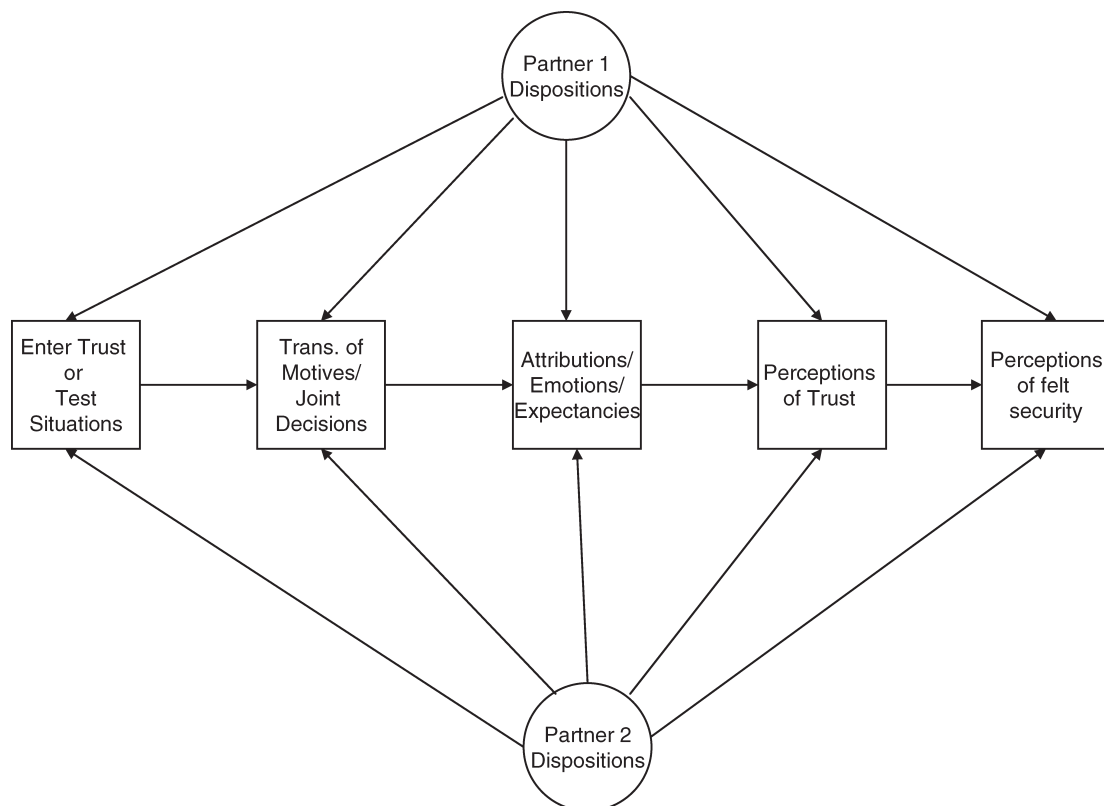 Partner 1
Dispositions
Enter Trust
or
Test
Situations
Trans. of
Motives/
Joint
Decisions
Attributions/
Emotions/
Expectancies
Perceptions
of Trust
Perceptions
of felt
security
Partner 2
Dispositions